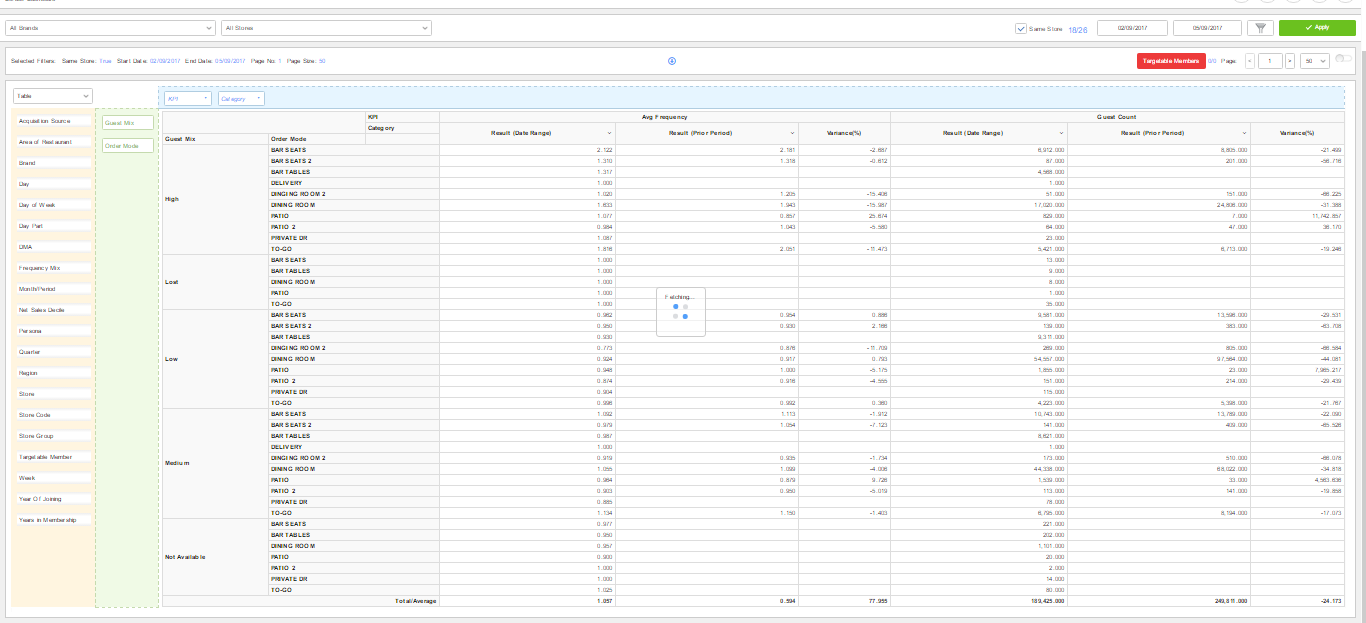 All Brands All Stores Same Store 18/26 02/09/2017 05/09/2017 Apply
Selected Filters: Same Store: True Start Date: 02/09/2017 End Date: 05/09/2017 Page No: 1 Page Size: 50 Targetable Members 0/0 Page: < 1 > 50
Table KPI Category
Acquisition Source
Area of Restaurant
Brand
Day
Day of Week
Day Part
DMA
Frequency Mix
Month/Period
Net Sales Decile
Persona
Quarter
Region
Store
Store Code
Store Group
Targetable Member
Week
Year Of Joining
Years in Membership
Guest Mix
Order Mode
KPI Avg Frequency Guest Count
Category Result (Date Range) Result (Prior Period) Variance(%) Result (Date Range) Result (Prior Period) Variance(%)
Guest Mix Order Mode
High
BAR SEATS 2.122 2.181 -2.687 6,912.000 8,805.000 -21.499
BAR SEATS 2 1.310 1.318 -0.612 87.000 201.000 -56.716
BAR TABLES 1.317 4,568.000
DELIVERY 1.000 1.000
DINGING ROOM 2 1.020 1.205 -15.406 51.000 151.000 -66.225
DINING ROOM 1.633 1.943 -15.987 17,020.000 24,806.000 -31.388
PATIO 1.077 0.857 25.674 829.000 7.000 11,742.857
PATIO 2 0.984 1.043 -5.580 64.000 47.000 36.170
PRIVATE DR 1.087 23.000
TO-GO 1.816 2.051 -11.473 5,421.000 6,713.000 -19.246
Lost
BAR SEATS 1.000 13.000
BAR TABLES 1.000 9.000
DINING ROOM 1.000 8.000
PATIO 1.000 1.000
TO-GO 1.000 35.000
Fetching...
Low
BAR SEATS 0.962 0.954 0.886 9,581.000 13,596.000 -29.531
BAR SEATS 2 0.950 0.930 2.166 139.000 383.000 -63.708
BAR TABLES 0.930 9,311.000
DINGING ROOM 2 0.773 0.876 -11.709 269.000 805.000 -66.584
DINING ROOM 0.924 0.917 0.793 54,557.000 97,564.000 -44.081
PATIO 0.948 1.000 -5.175 1,855.000 23.000 7,965.217
PATIO 2 0.874 0.916 -4.555 151.000 214.000 -29.439
PRIVATE DR 0.904 115.000
TO-GO 0.996 0.992 0.360 4,223.000 5,398.000 -21.767
Medium
BAR SEATS 1.092 1.113 -1.912 10,743.000 13,789.000 -22.090
BAR SEATS 2 0.979 1.054 -7.123 141.000 409.000 -65.526
BAR TABLES 0.987 8,621.000
DELIVERY 1.000 1.000
DINGING ROOM 2 0.919 0.935 -1.734 173.000 510.000 -66.078
DINING ROOM 1.055 1.099 -4.006 44,338.000 68,022.000 -34.818
PATIO 0.964 0.879 9.726 1,539.000 33.000 4,563.636
PATIO 2 0.903 0.950 -5.019 113.000 141.000 -19.858
PRIVATE DR 0.885 78.000
TO-GO 1.134 1.150 -1.403 6,795.000 8,194.000 -17.073
Not Available
BAR SEATS 0.977 221.000
BAR TABLES 0.950 202.000
DINING ROOM 0.957 1,101.000
PATIO 0.900 20.000
PATIO 2 1.000 2.000
PRIVATE DR 1.000 14.000
TO-GO 1.025 80.000
Total/Average 1.057 0.594 77.955 189,425.000 249,811.000 -24.173